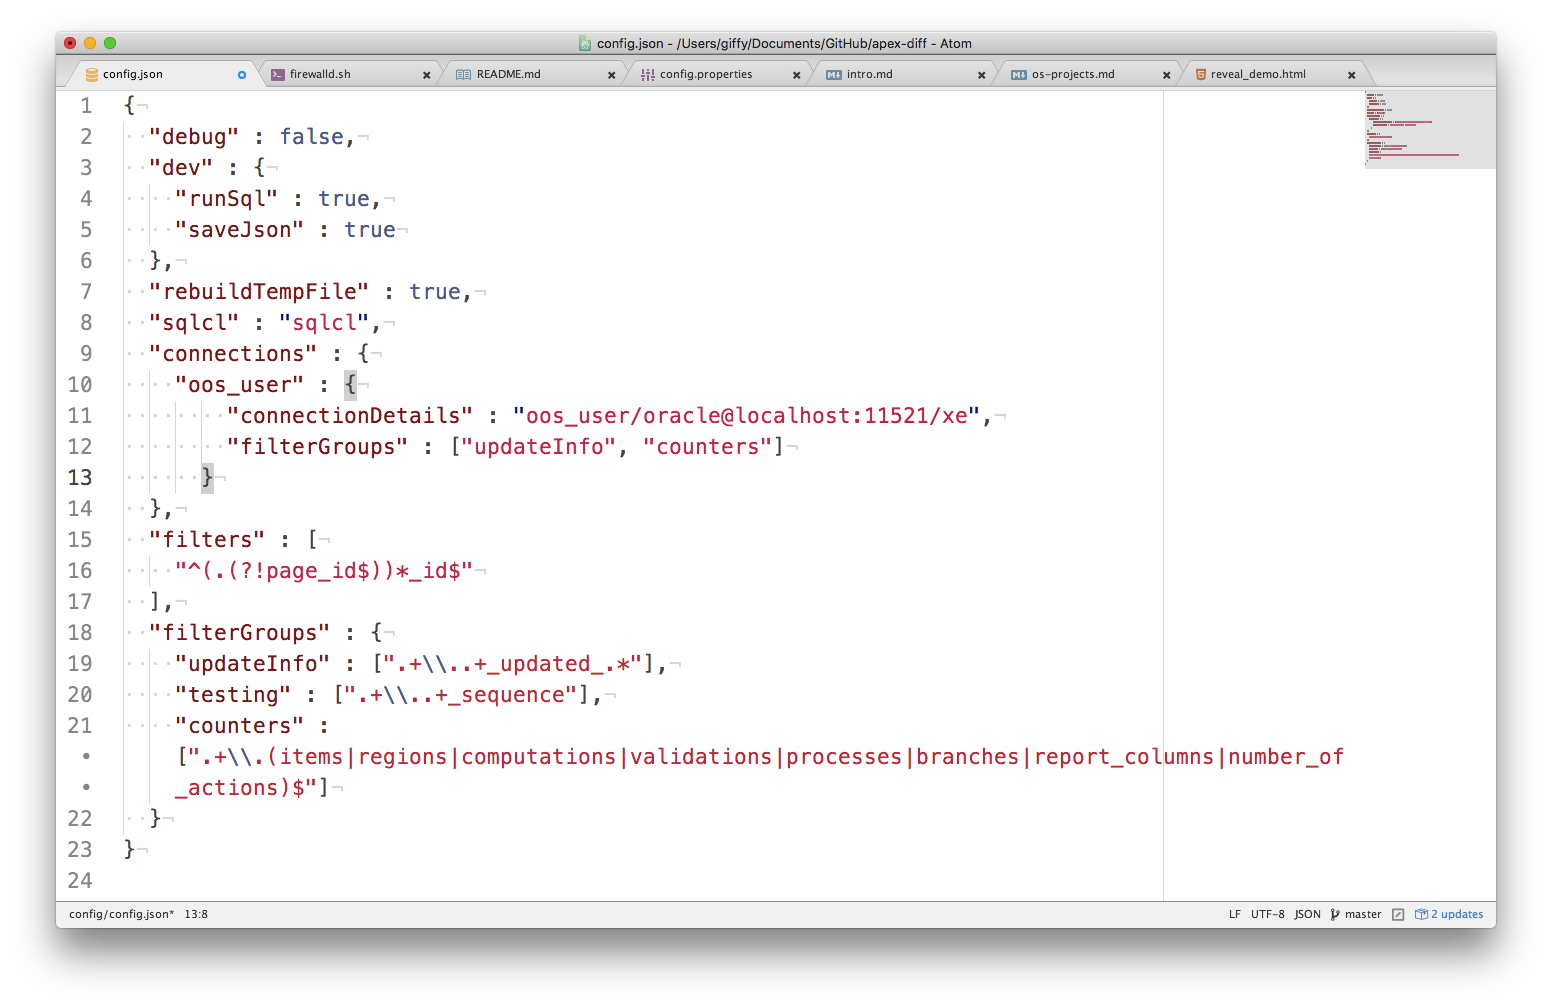 config.json - /Users/giffy/Documents/GitHub/apex-diff - Atom
config.json firewalld.sh README.md config.properties intro.md os-projects.md reveal_demo.html
1 {
2 "debug" : false,
3 "dev" : {
4 "runSql" : true,
5 "saveJson" : true
6 },
7 "rebuildTempFile" : true,
8 "sqlcl" : "sqlcl",
9 "connections" : {
10 "oos_user" : {
11 "connectionDetails" : "oos_user/oracle@localhost:11521/xe",
12 "filterGroups" : ["updateInfo", "counters"]
13 }
14 },
15 "filters" : [
16 "^(.(?!page_id$))*_id$"
17 ],
18 "filterGroups" : {
19 "updateInfo" : [".+\\..+_updated_.*"],
20 "testing" : [".+\\..+_sequence"],
21 "counters" :
• [".+\\.(items|regions|computations|validations|processes|branches|report_columns|number_of
• _actions)$"]
22 }
23 }
24
config/config.json* 13:8 LF UTF-8 JSON master 2 updates